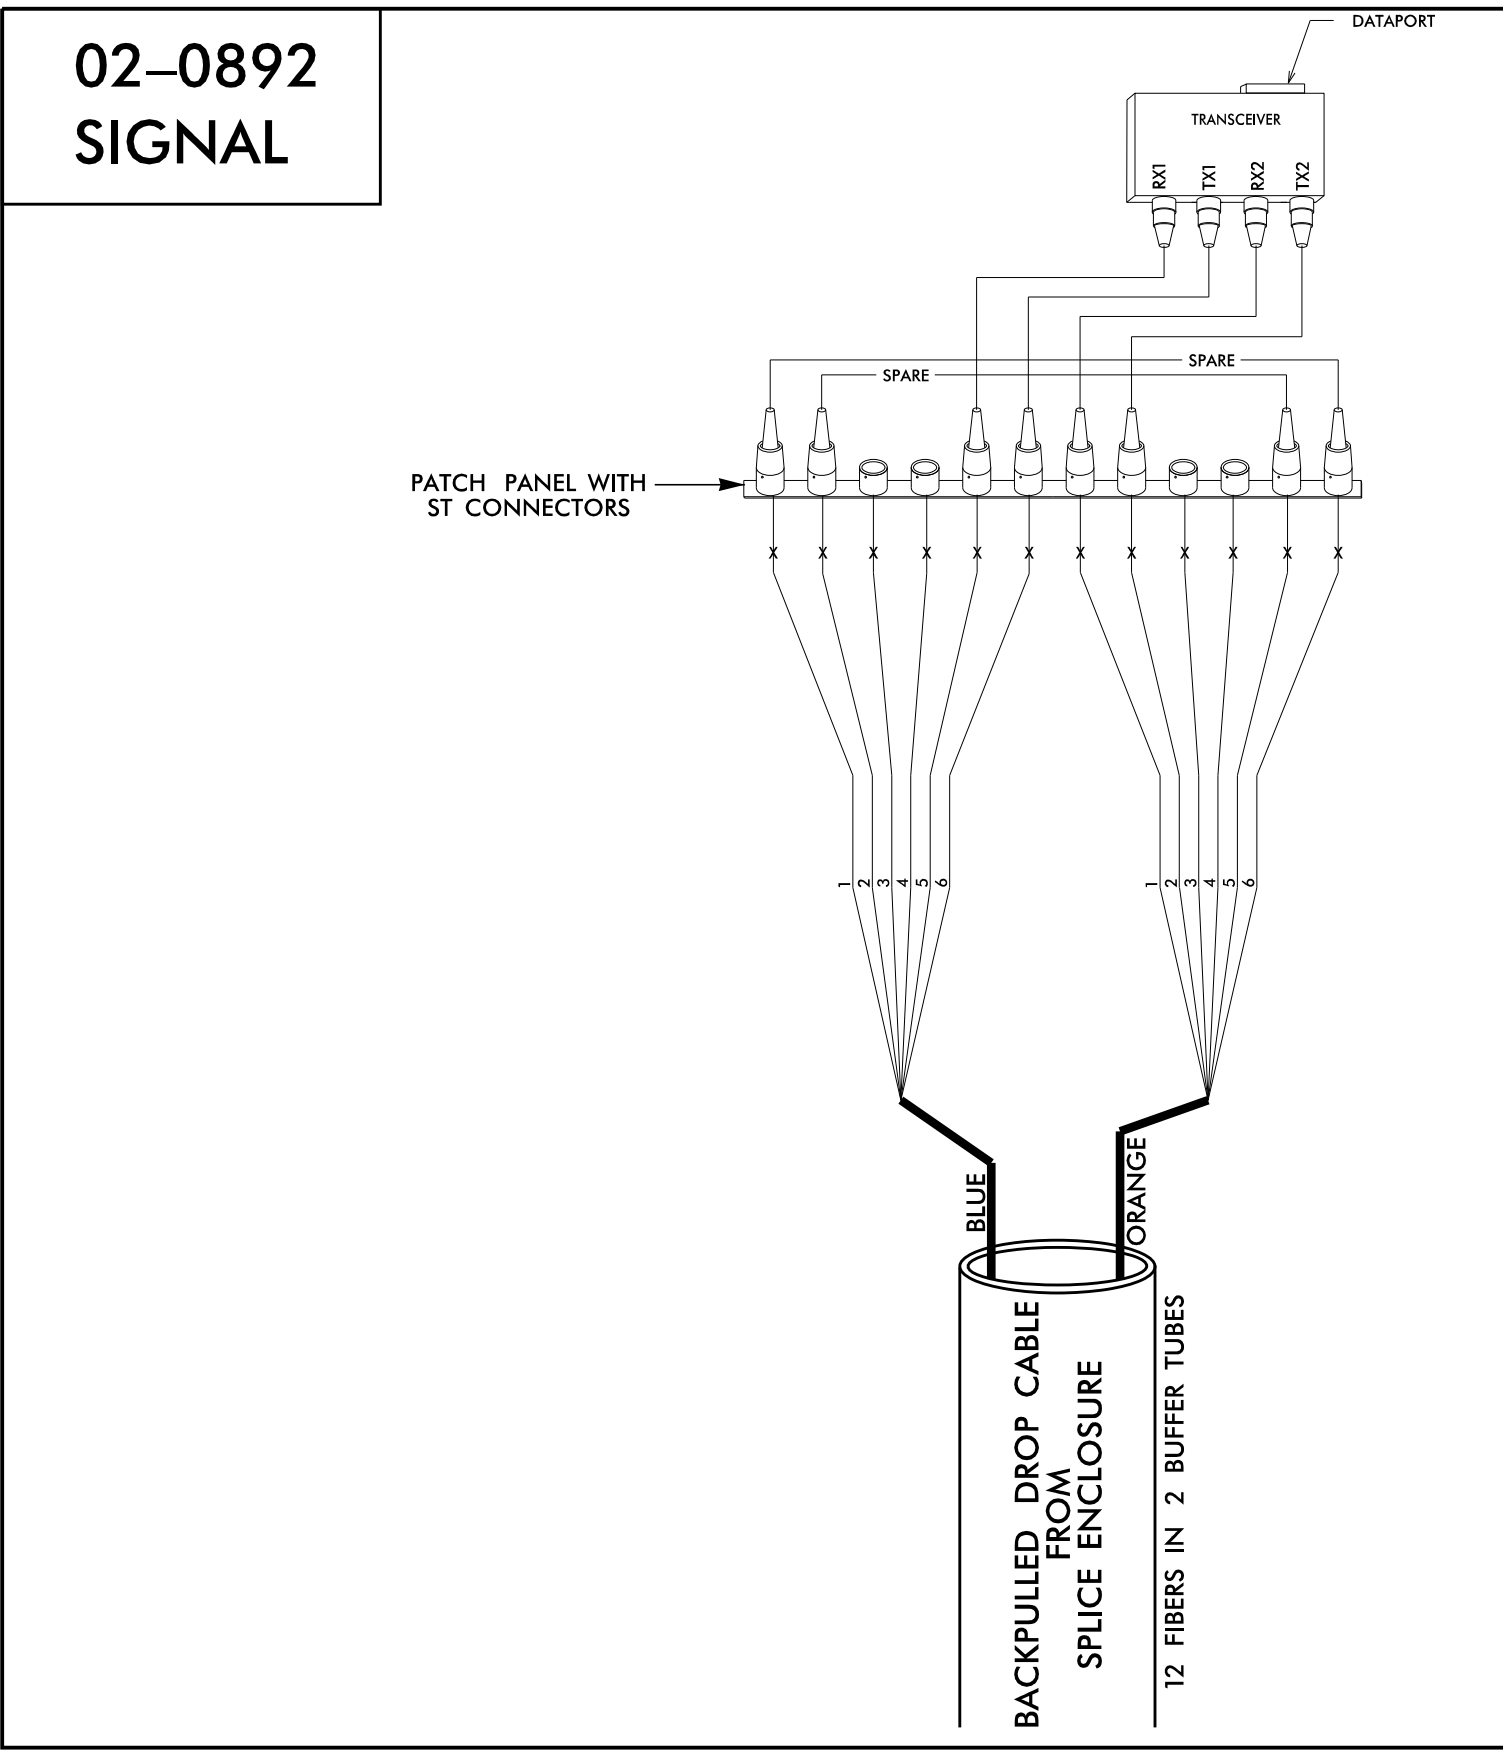 02–0892
SIGNAL
DATAPORT
TRANSCEIVER
RX1
TX1
RX2
TX2
SPARE
SPARE
PATCH PANEL WITH
ST CONNECTORS
X X X X X X X X X X X X
1 2 3 4 5 6
1 2 3 4 5 6
BLUE
ORANGE
BACKPULLED DROP CABLE
FROM
SPLICE ENCLOSURE
12 FIBERS IN 2 BUFFER TUBES